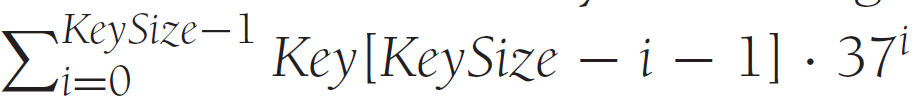 ∑_{i=0}^{KeySize−1} Key[KeySize − i − 1] · 37^i